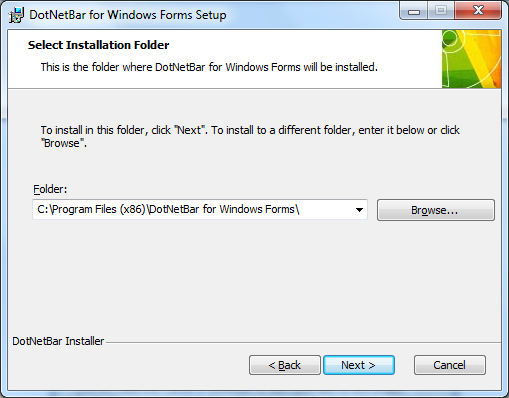 DotNetBar for Windows Forms Setup
Select Installation Folder
This is the folder where DotNetBar for Windows Forms will be installed.
To install in this folder, click "Next". To install to a different folder, enter it below or click
"Browse".
Folder:
C:\Program Files (x86)\DotNetBar for Windows Forms\
Browse...
DotNetBar Installer
< Back
Next >
Cancel